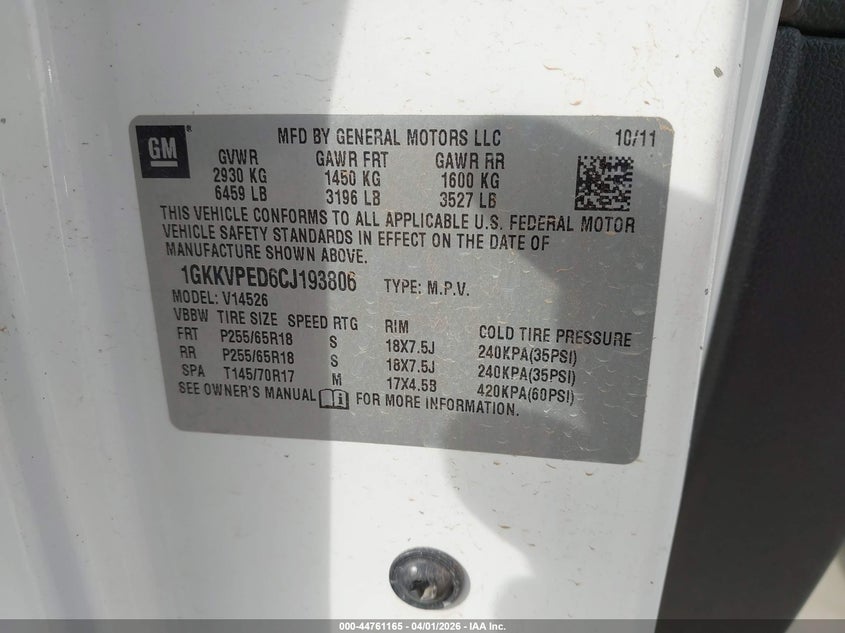 GM ®
MFD BY GENERAL MOTORS LLC 10/11
GVWR GAWR FRT GAWR RR
2930 KG 1450 KG 1600 KG
6459 LB 3196 LB 3527 LB
THIS VEHICLE CONFORMS TO ALL APPLICABLE U.S. FEDERAL MOTOR
VEHICLE SAFETY STANDARDS IN EFFECT ON THE DATE OF
MANUFACTURE SHOWN ABOVE.
1GKKVPED6CJ193806 TYPE: M.P.V.
MODEL: V14526
VBBW TIRE SIZE SPEED RTG RIM COLD TIRE PRESSURE
FRT P255/65R18 S 18X7.5J 240KPA(35PSI)
RR P255/65R18 S 18X7.5J 240KPA(35PSI)
SPA T145/70R17 M 17X4.5B 420KPA(60PSI)
SEE OWNER'S MANUAL i FOR MORE INFORMATION.
000-44761165 - 04/01/2026 - IAA Inc.